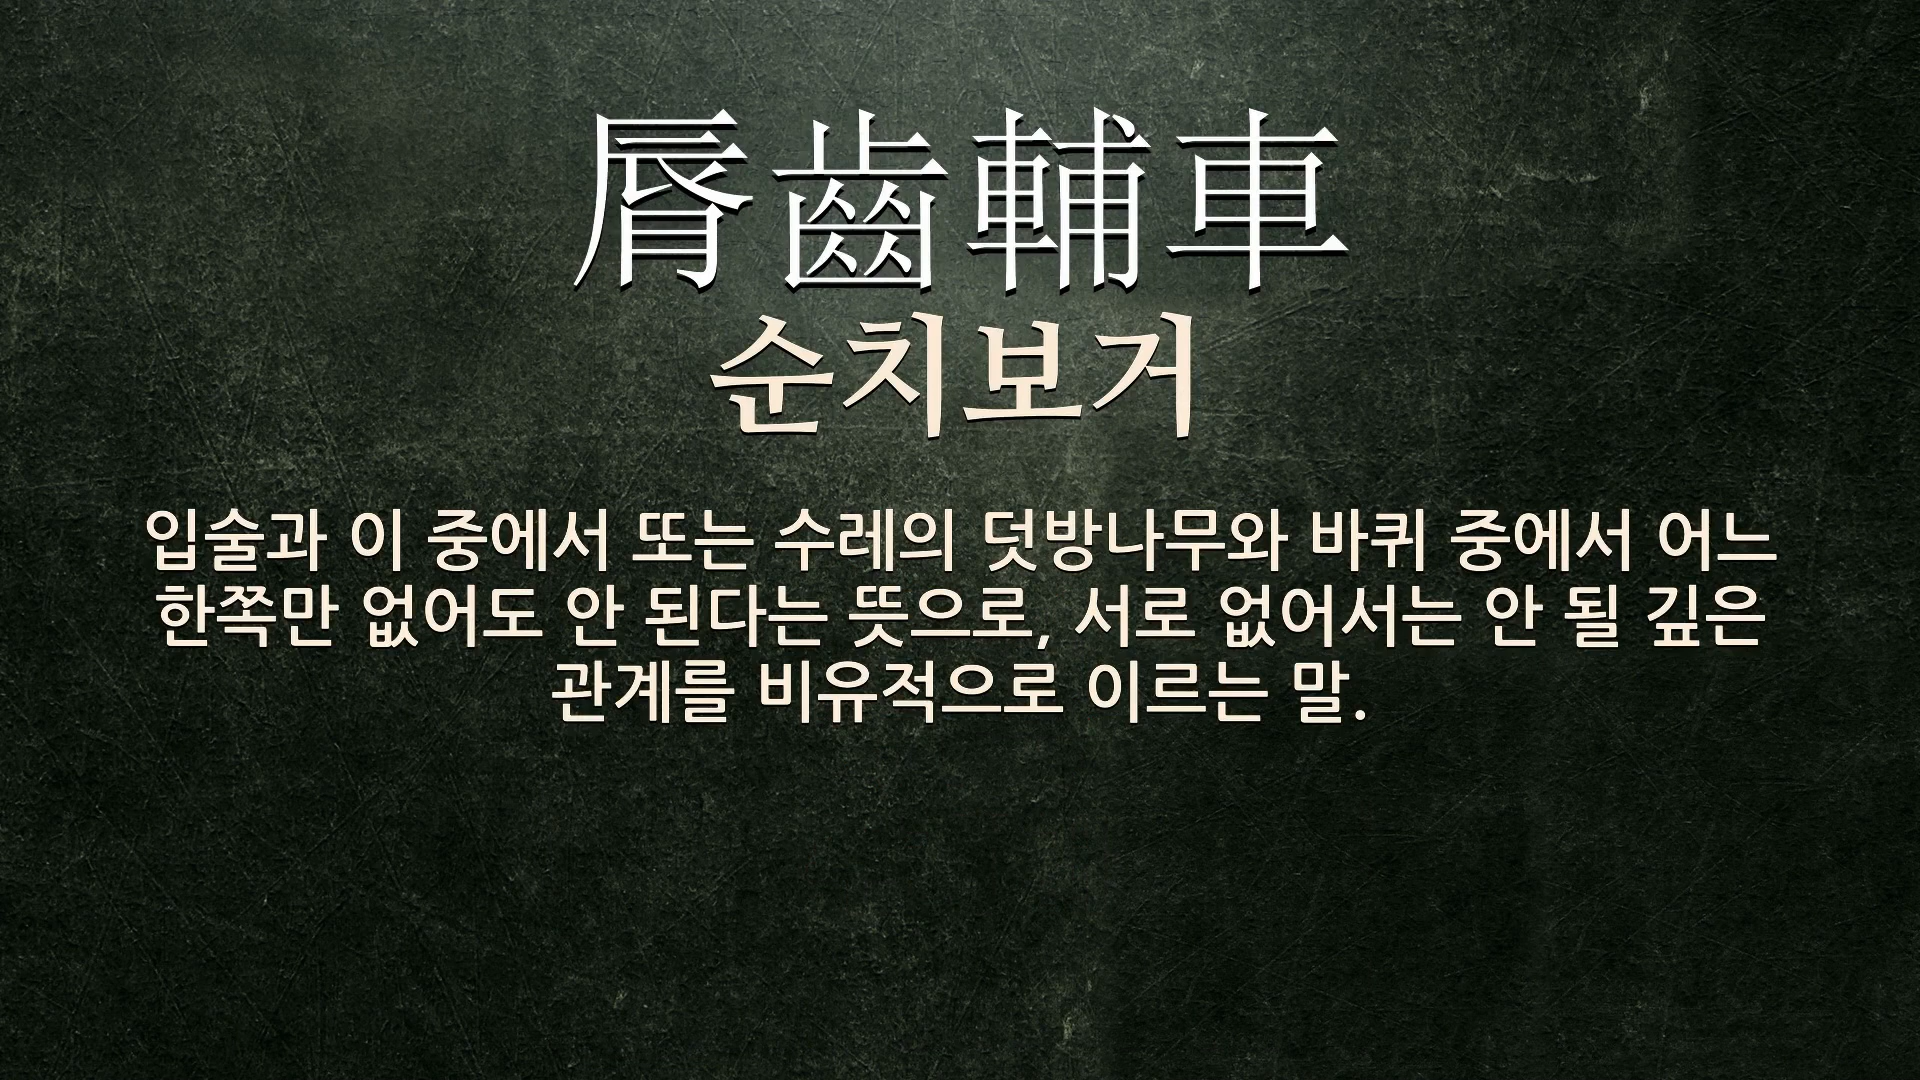 脣齒輔車
순치보거
입술과 이 중에서 또는 수레의 덧방나무와 바퀴 중에서 어느
한쪽만 없어도 안 된다는 뜻으로, 서로 없어서는 안 될 깊은
관계를 비유적으로 이르는 말.